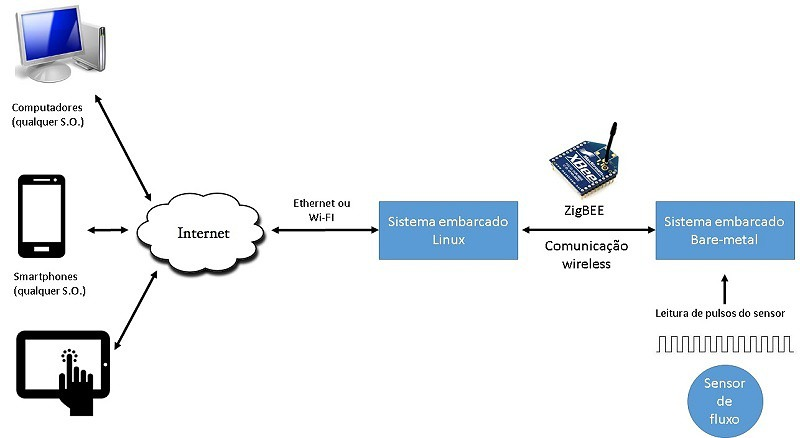 Computadores
(qualquer S.O.)
Smartphones
(qualquer S.O.)
Internet
Ethernet ou
Wi-FI
Sistema embarcado
Linux
XBee
ZigBEE
Comunicação
wireless
Sistema embarcado
Bare-metal
Leitura de pulsos do sensor
Sensor
de
fluxo